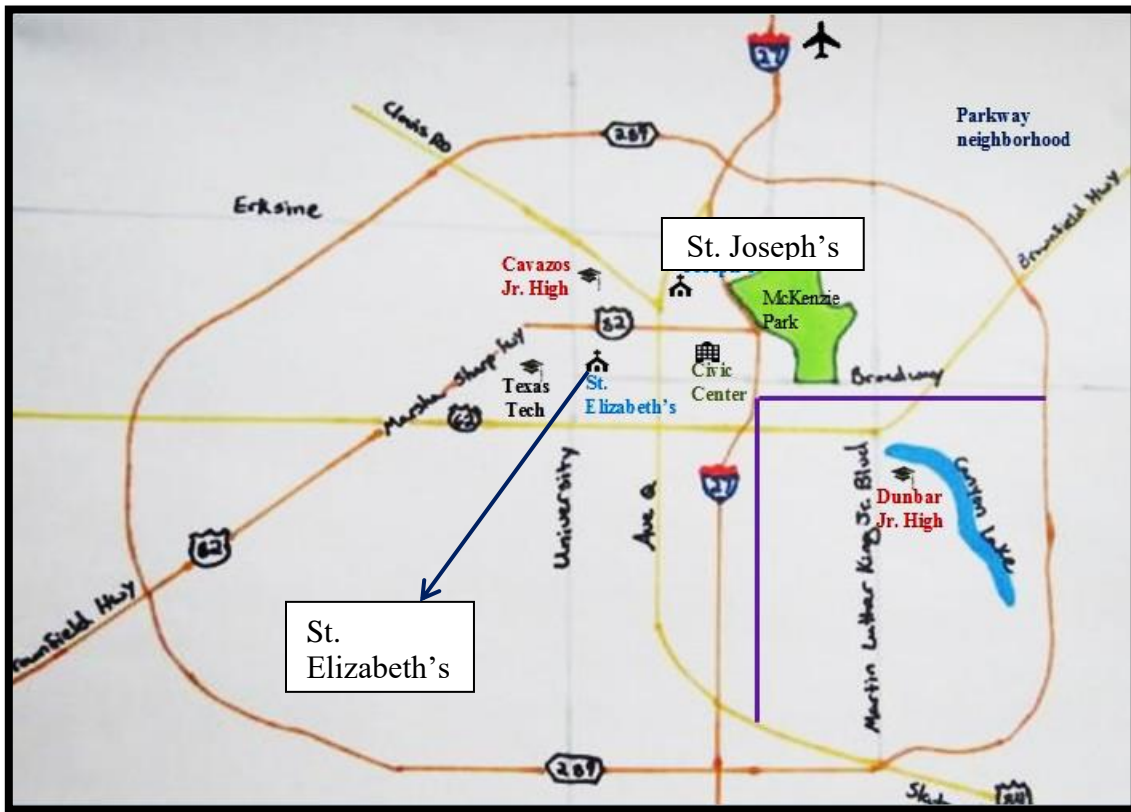 27
Parkway
neighborhood
Clovis RD
289
Erksine
Brownfield Hwy
St. Joseph's
Cavazos
Jr. High
82
McKenzie
Park
Marsha Sharp Fwy
Texas
Tech
St.
Elizabeth's
Civic
Center
Broadway
62
University
Ave Q
27
Martin Luther King Jr. Blvd
Dunbar
Jr. High
Canyon Lake
82
Brownfield Hwy
St.
Elizabeth's
289
84